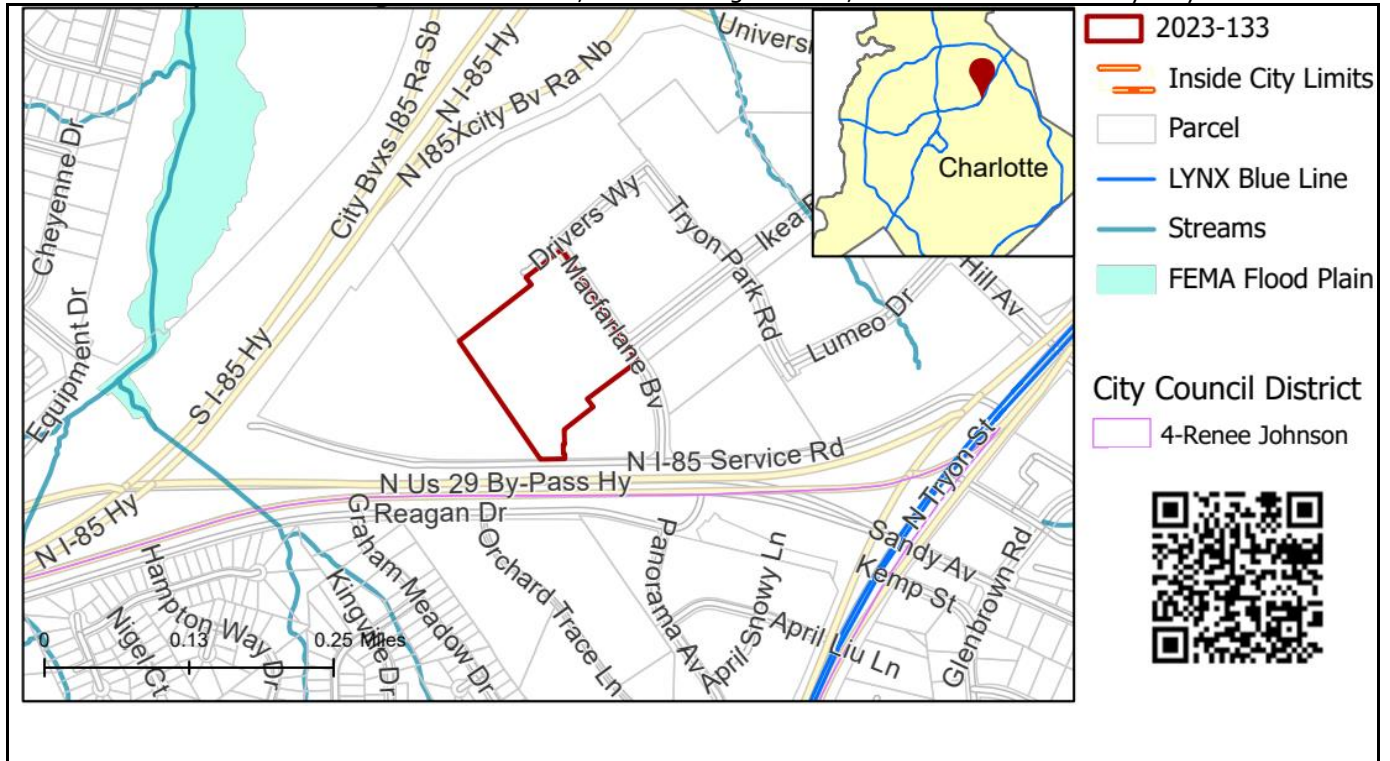 Cheyenne Dr
Equipment Dr
City Bvxs I85 Ra Sb
N I-85 Hy
N I85Xcity Bv Ra Nb
S I-85 Hy
N I-85 Hy
Drivers Wy
Macfarlane Bv
Tryon Park Rd
Lumeo Dr
Ikea
Hill Av
N I-85 Service Rd
N Us 29 By-Pass Hy
Reagan Dr
N Tryon St
Hampton Way Dr
Nigel Ct
Kingville Dr
Graham Meadow Dr
Orchard Trace Ln
Panorama Av
April Snowy Ln
April Liu Ln
Sandy Av
Kemp St
Glenbrown Rd
0
0.13
0.25 Miles
Charlotte
2023-133
Inside City Limits
Parcel
LYNX Blue Line
Streams
FEMA Flood Plain
City Council District
4-Renee Johnson